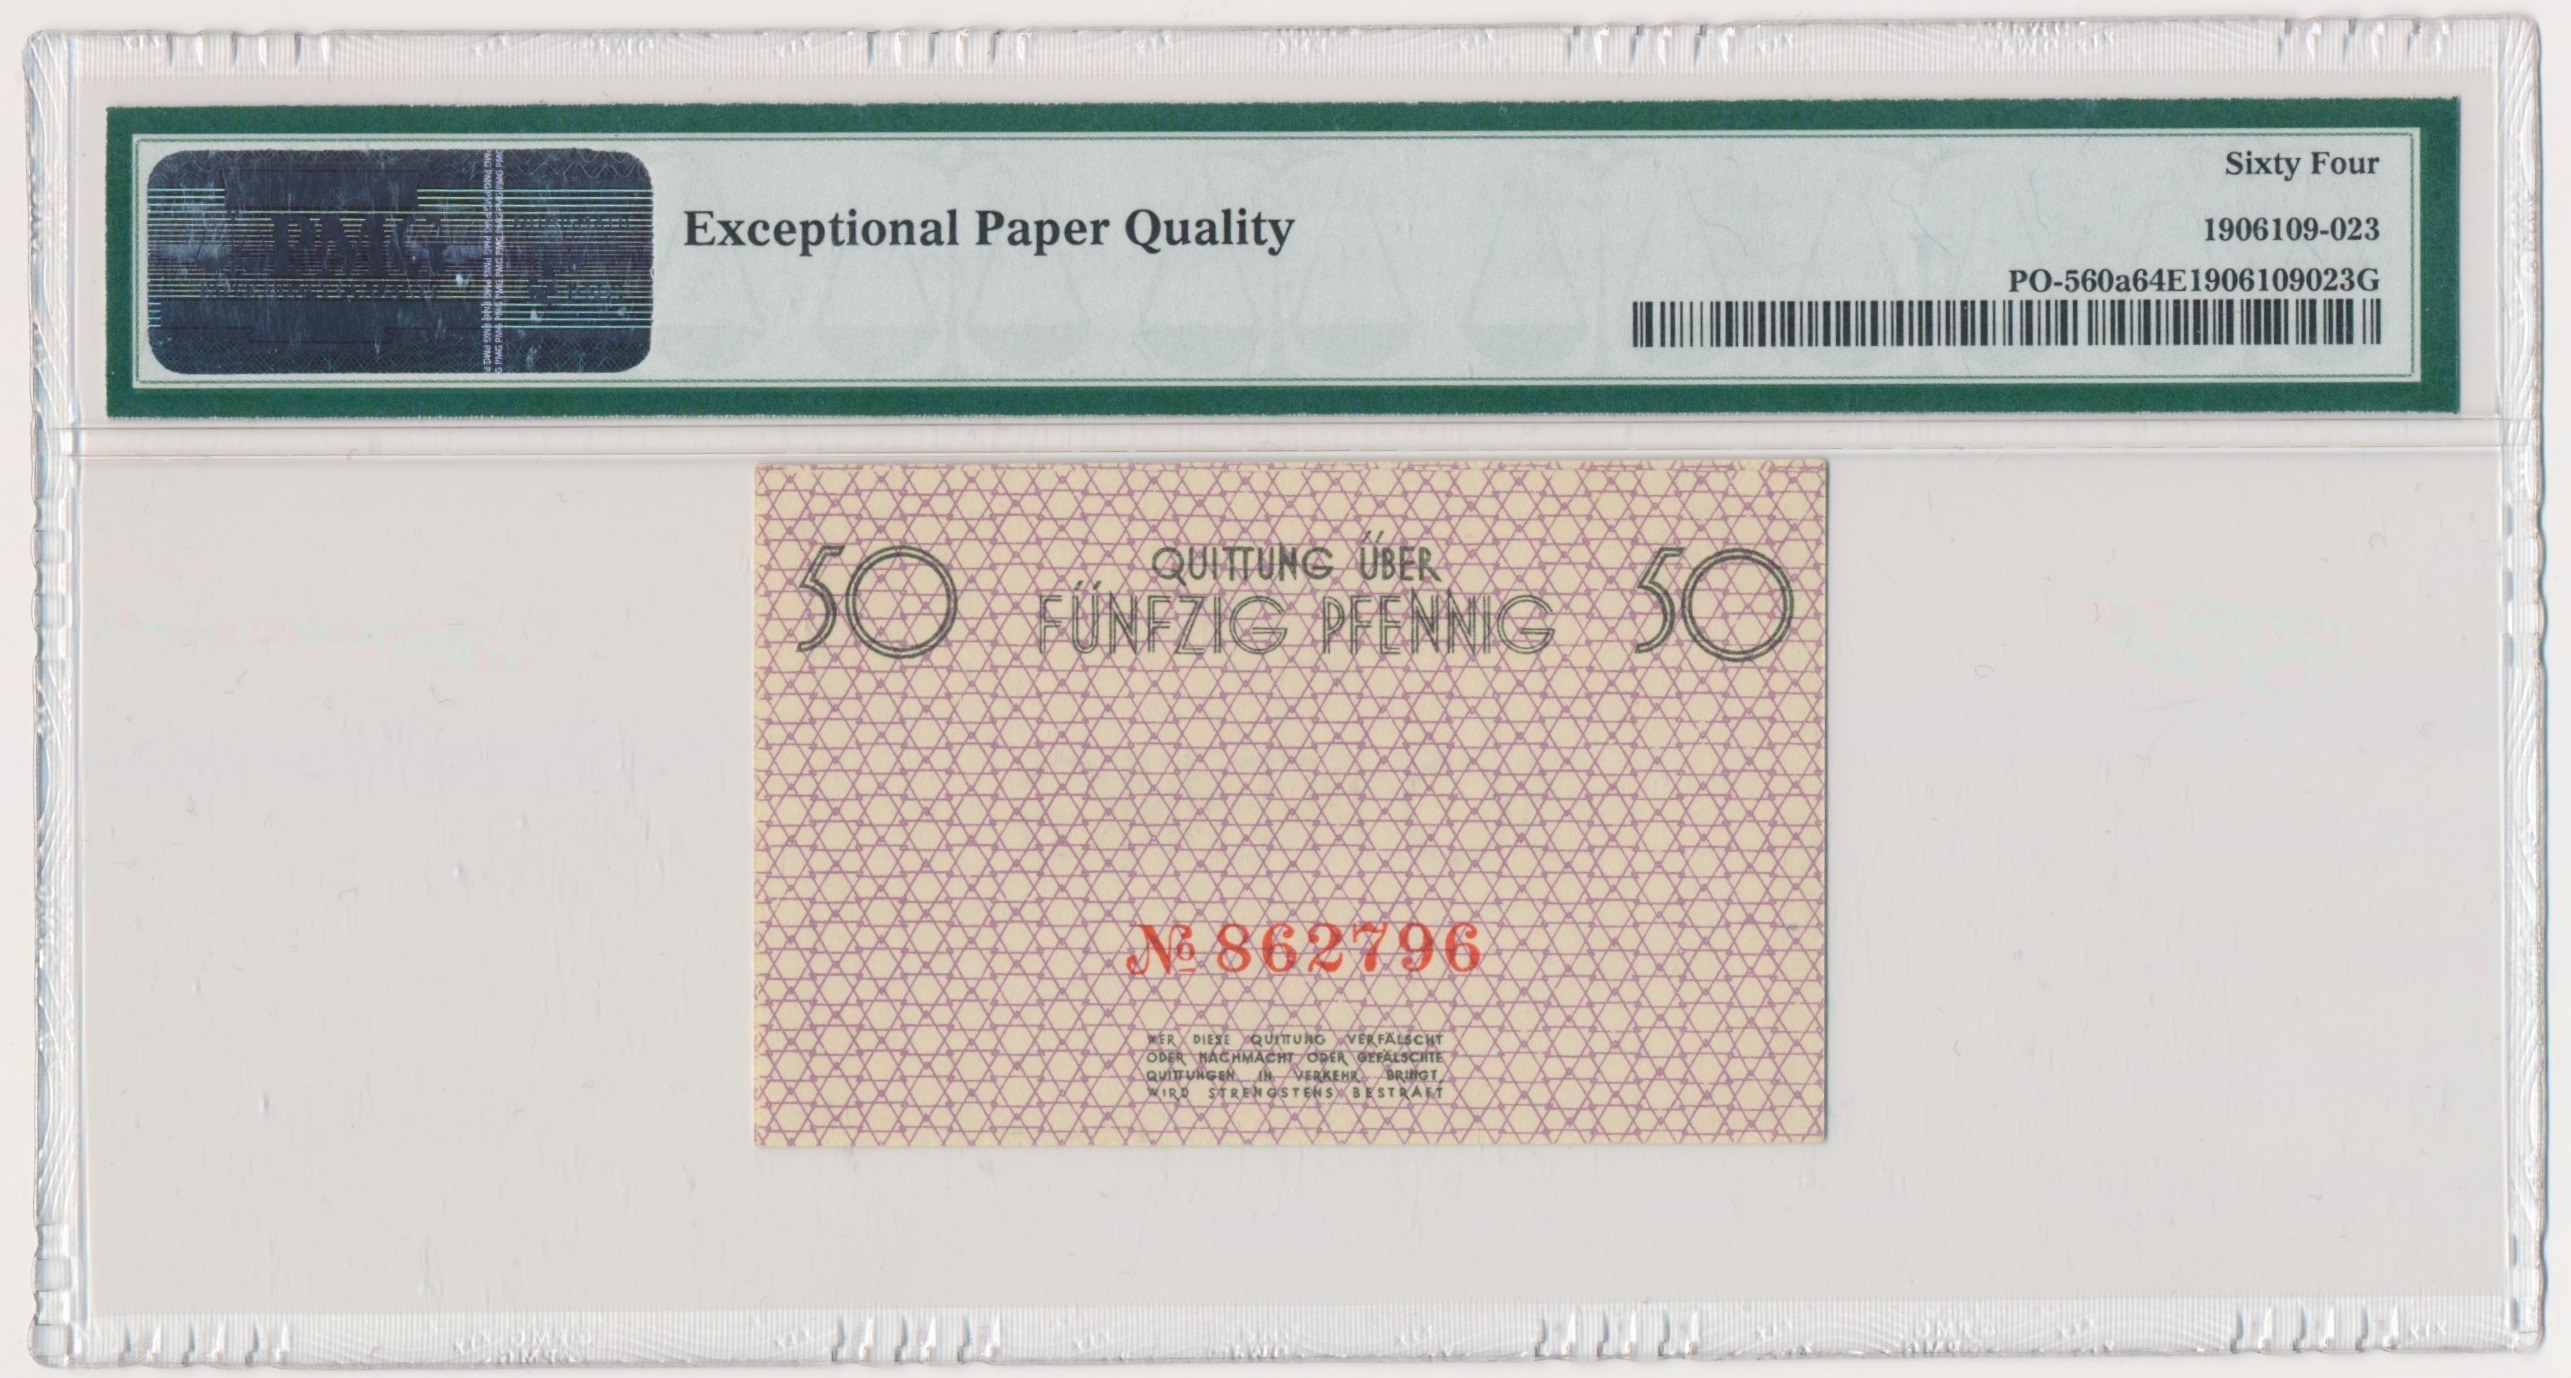 PMG
Exceptional Paper Quality
Sixty Four
1906109-023
PO-560a64E1906109023G
50
QUITTUNG ÜBER
FÜNFZIG PFENNIG
50
№ 862796
WER DIESE QUITTUNG VERFÄLSCHT
ODER NACHMACHT ODER GEFÄLSCHTE
QUITTUNGEN IN VERKEHR BRINGT,
WIRD STRENGSTENS BESTRAFT